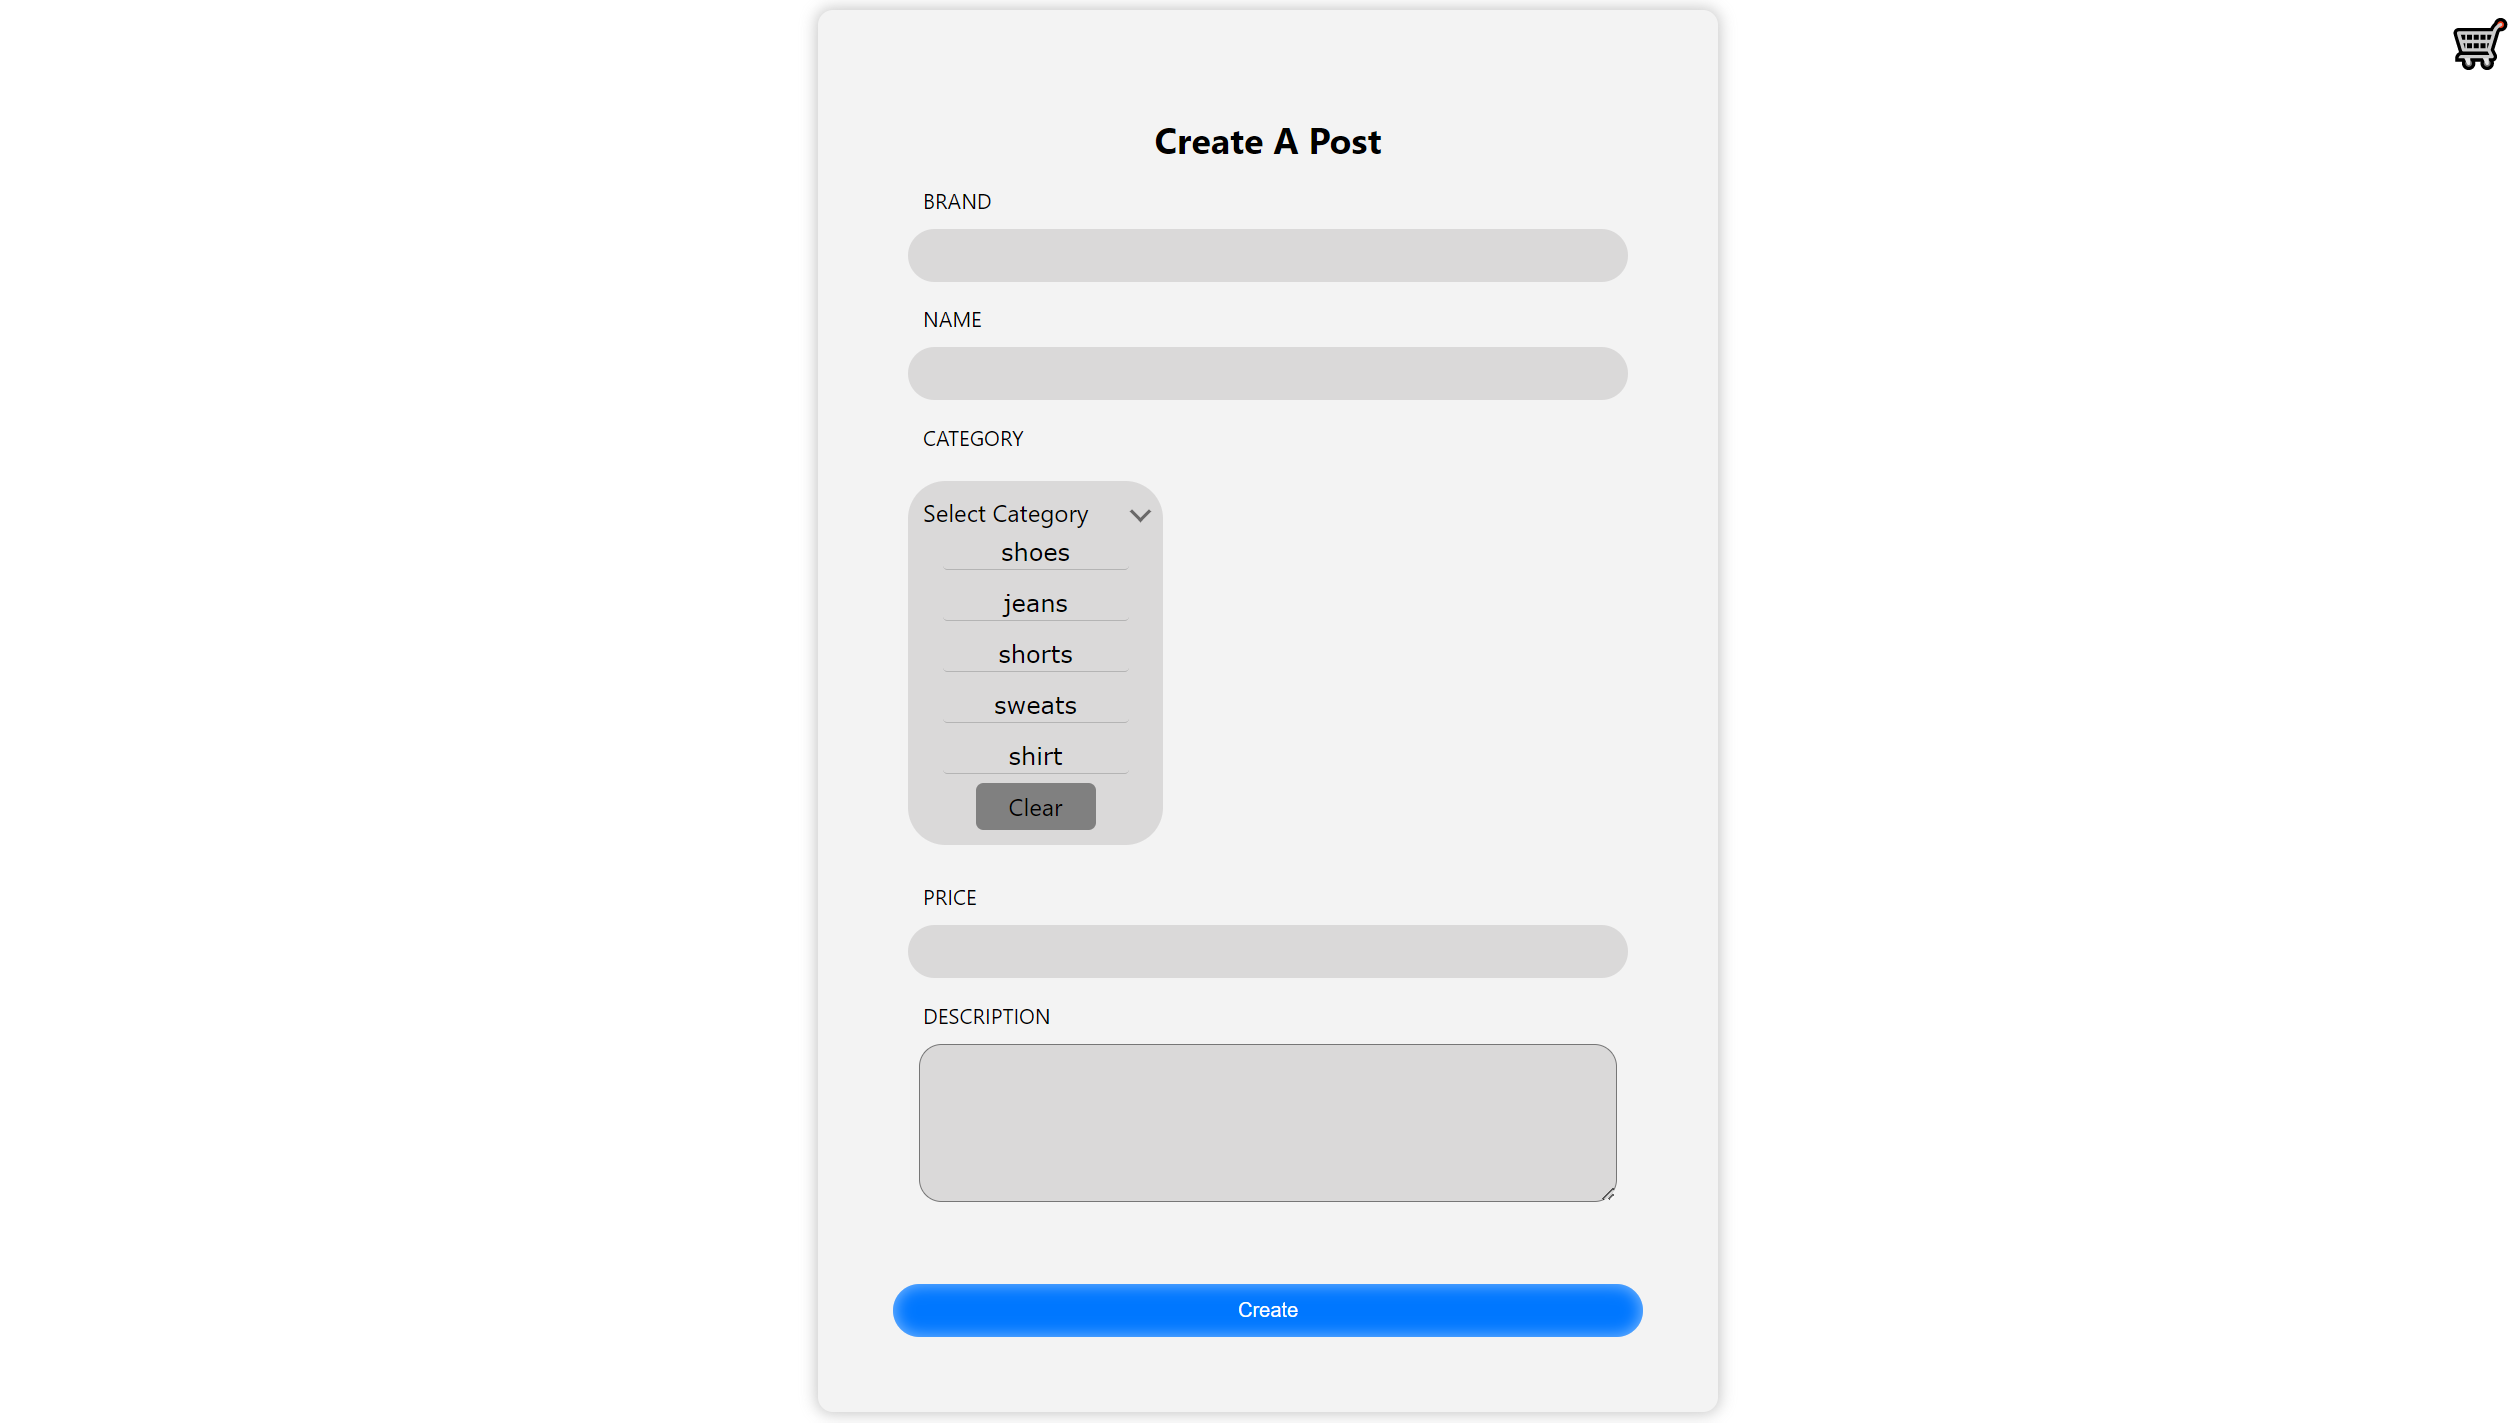 Create A Post
BRAND
NAME
CATEGORY
Select Category
shoes
jeans
shorts
sweats
shirt
Clear
PRICE
DESCRIPTION
Create